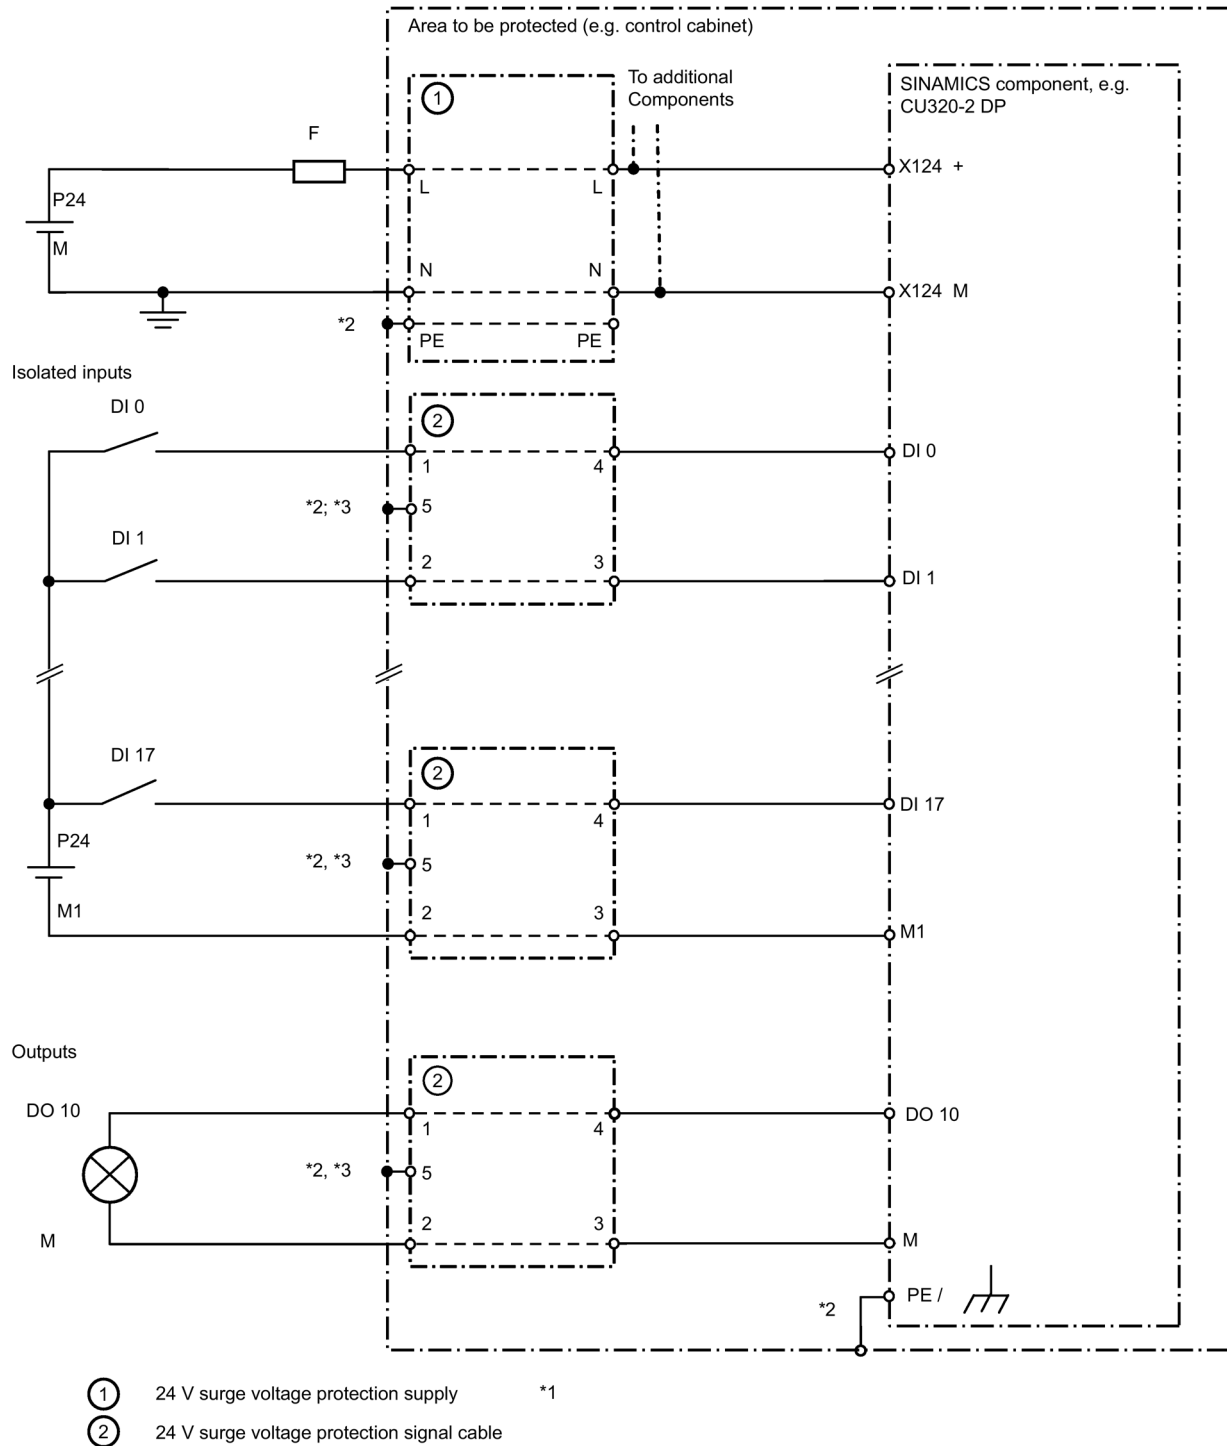 Area to be protected (e.g. control cabinet)
1
To additional
Components
SINAMICS component, e.g.
CU320-2 DP
F
P24
M
L
L
X124 +
N
N
X124 M
*2
PE
PE
Isolated inputs
DI 0
2
1
4
DI 0
*2; *3
5
DI 1
2
3
DI 1
DI 17
2
1
4
DI 17
P24
*2, *3
5
M1
2
3
M1
Outputs
2
DO 10
1
4
DO 10
*2, *3
5
M
2
3
M
*2
PE /
1 24 V surge voltage protection supply *1
2 24 V surge voltage protection signal cable